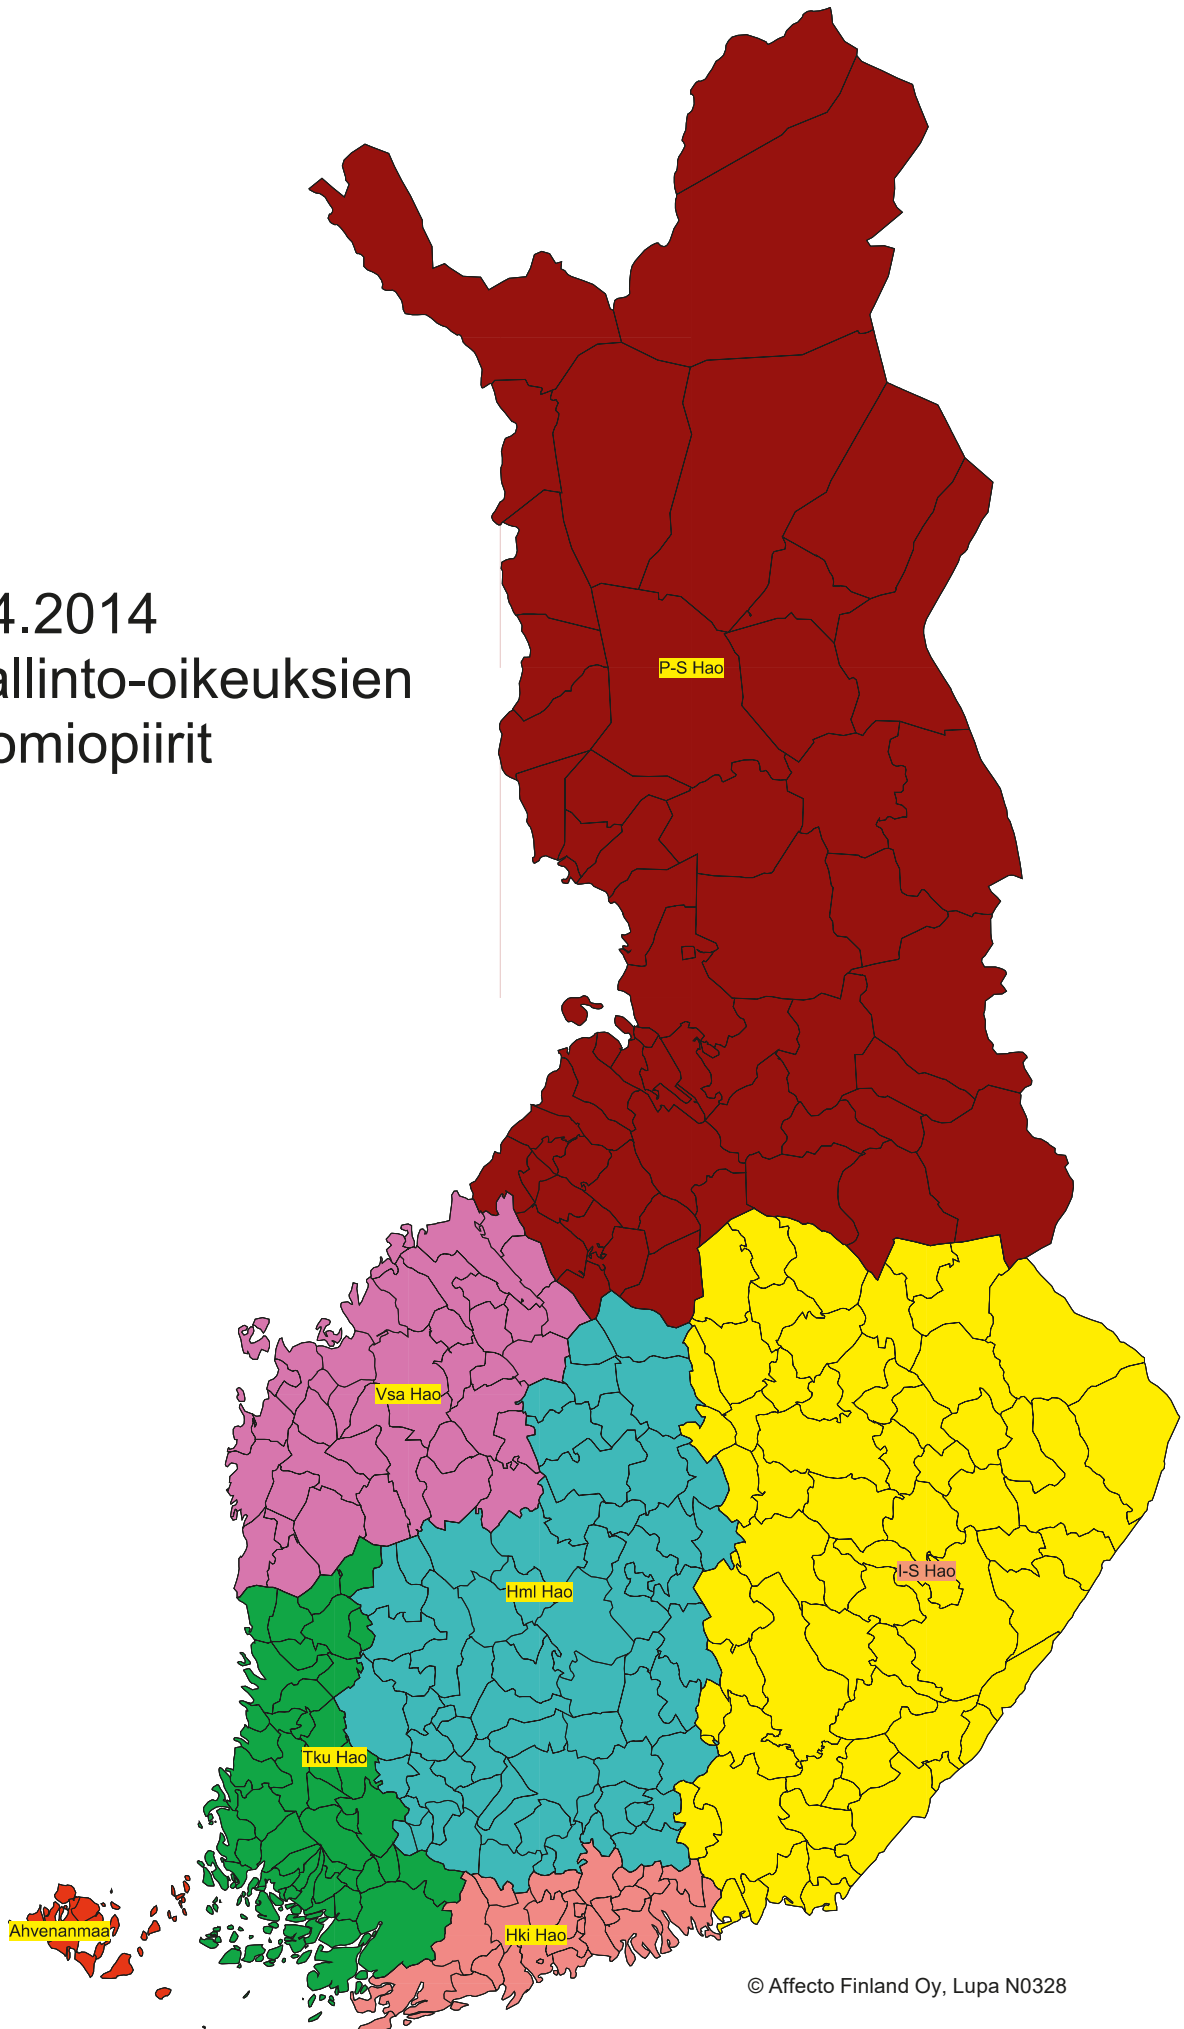 4.2014
allinto-oikeuksien
omiopiirit
P-S Hao
Vsa Hao
I-S Hao
Hml Hao
Tku Hao
Ahvenanmaa
Hki Hao
© Affecto Finland Oy, Lupa N0328